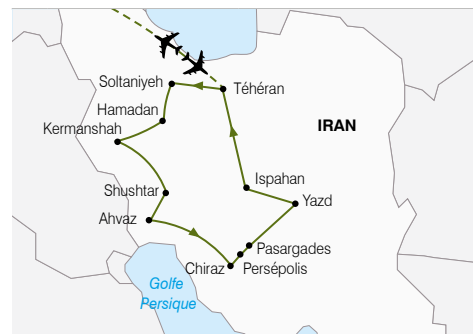 Soltaniyeh
Téhéran
Hamadan
Kermanshah
IRAN
Shushtar
Ispahan
Yazd
Ahvaz
Pasargades
Chiraz
Persépolis
Golfe
Persique